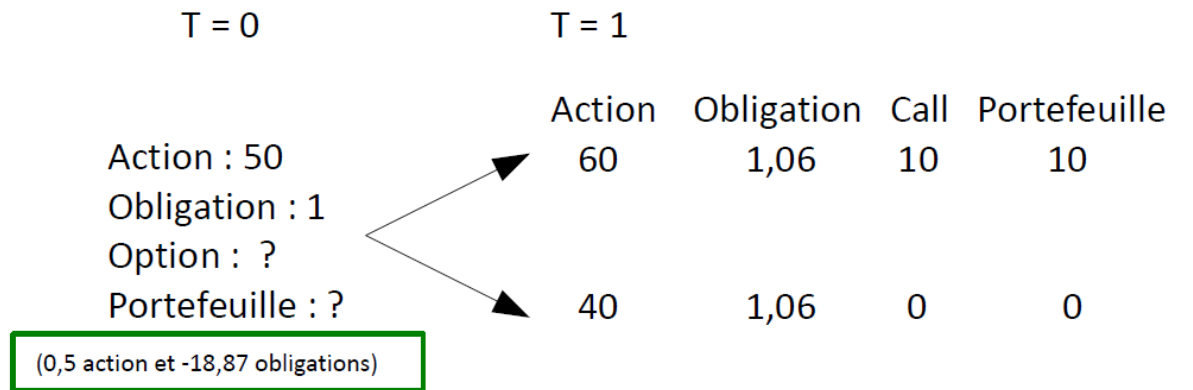 T = 0 T = 1
Action Obligation Call Portefeuille
Action : 50 60 1,06 10 10
Obligation : 1
Option : ?
Portefeuille : ? 40 1,06 0 0
(0,5 action et -18,87 obligations)